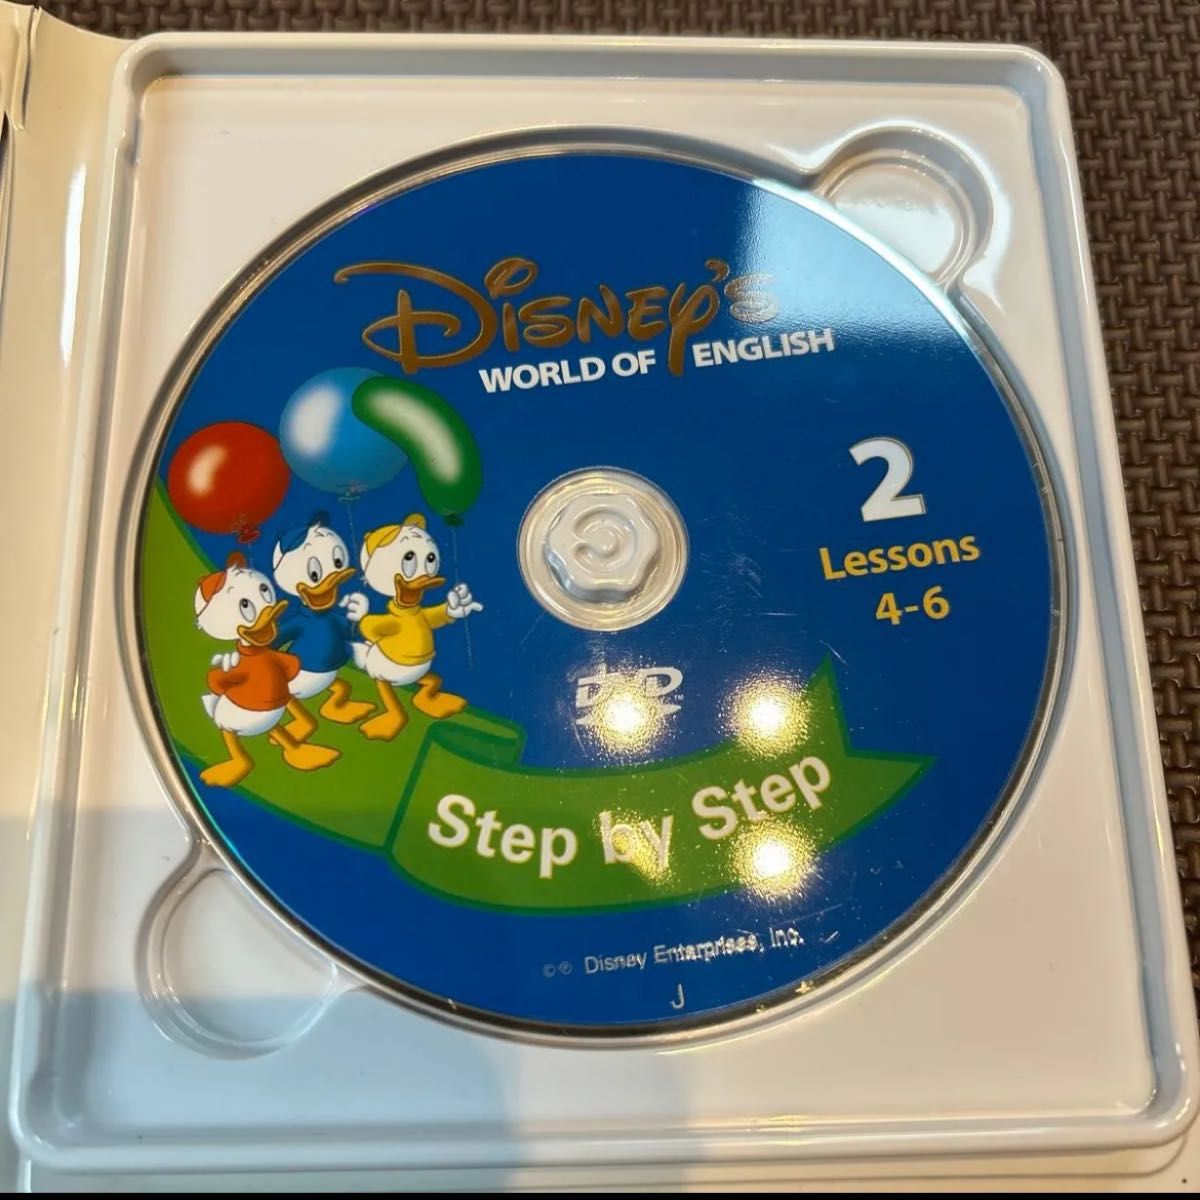 Disney's
WORLD OF ENGLISH
2
Lessons
4-6
DVD
Step by Step
©℗ Disney Enterprises, Inc.
J